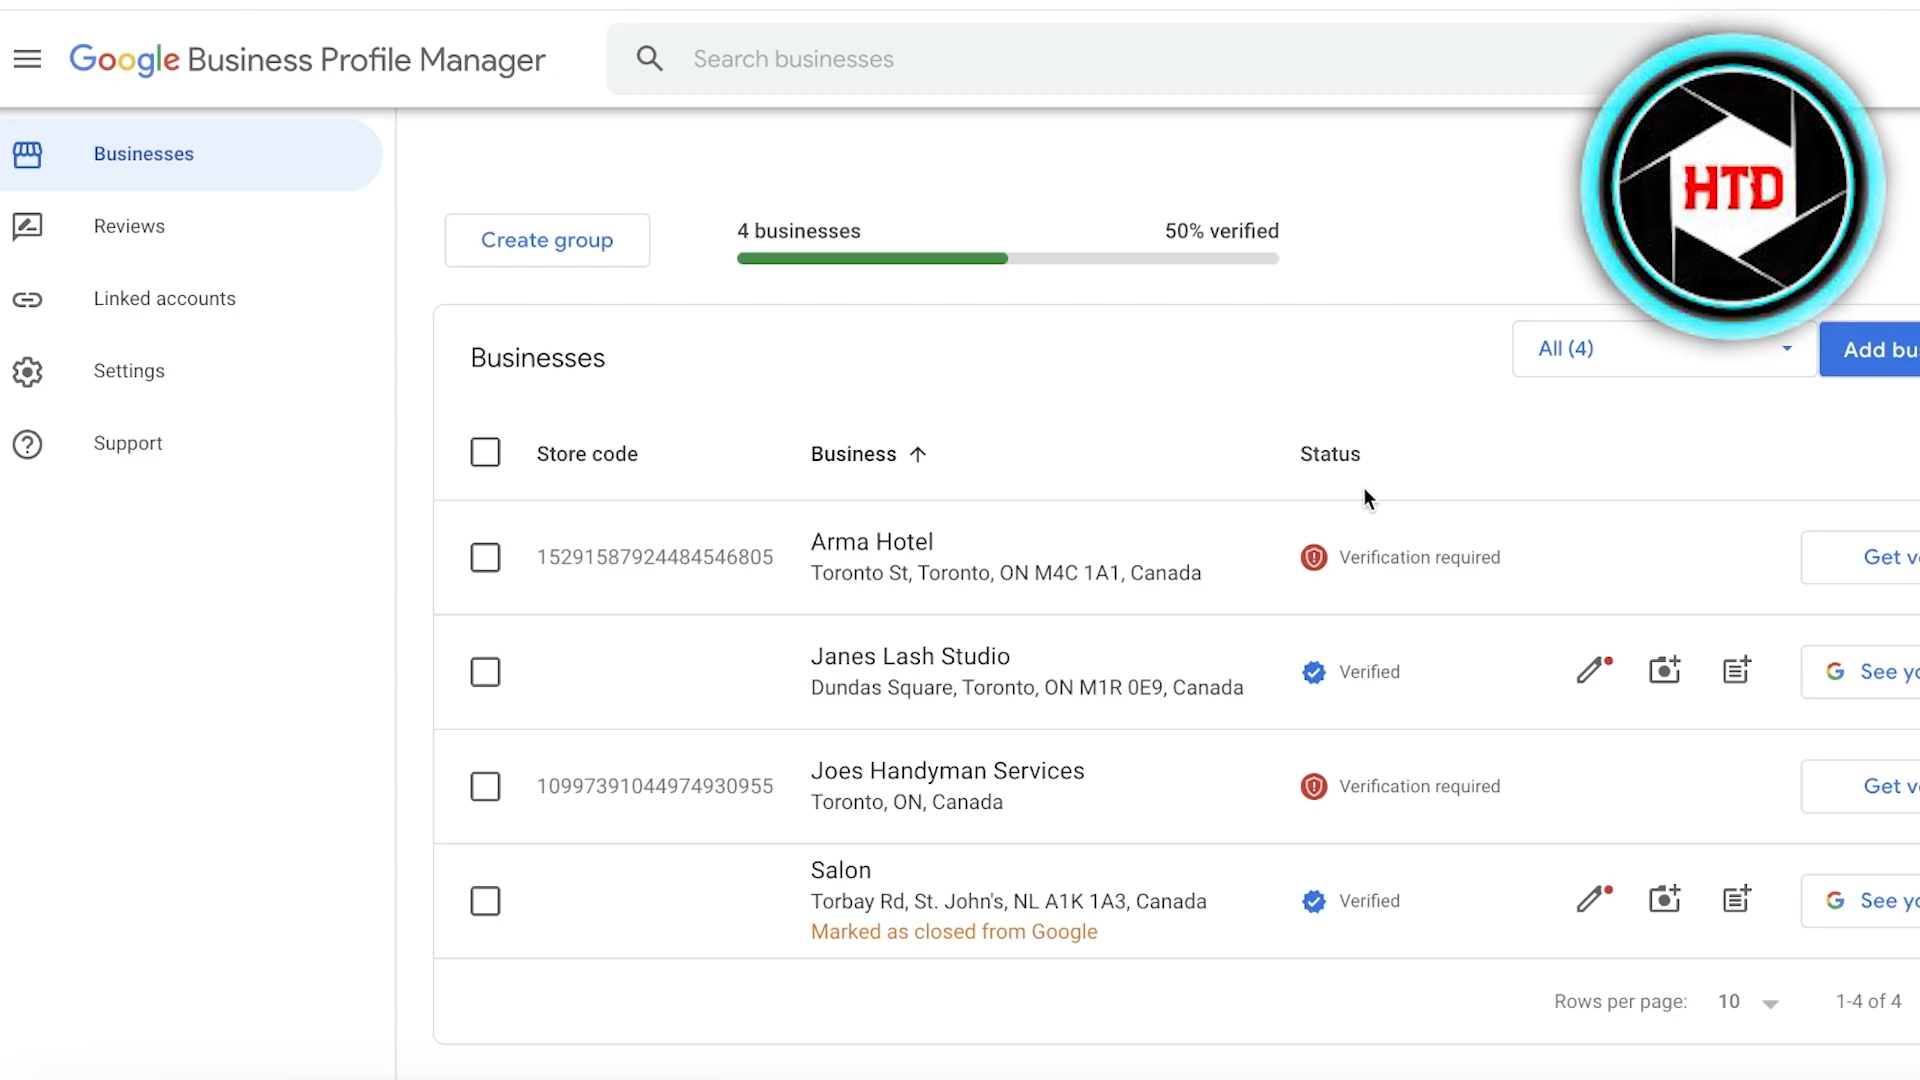 Google Business Profile Manager
Search businesses
HTD
Businesses
Reviews
Linked accounts
Settings
Support
Create group
4 businesses
50% verified
Businesses
All (4)
Add bu
Store code
Business
Status
15291587924484546805
Arma Hotel
Toronto St, Toronto, ON M4C 1A1, Canada
Verification required
Get v
Janes Lash Studio
Dundas Square, Toronto, ON M1R 0E9, Canada
Verified
G See yo
10997391044974930955
Joes Handyman Services
Toronto, ON, Canada
Verification required
Get v
Salon
Torbay Rd, St. John's, NL A1K 1A3, Canada
Marked as closed from Google
Verified
G See yo
Rows per page: 10
1-4 of 4